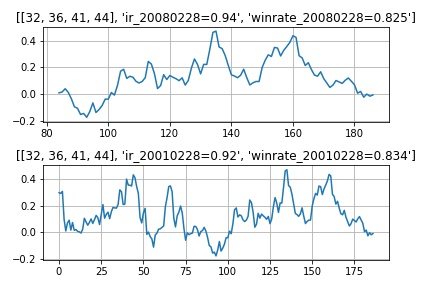 [[32, 36, 41, 44], 'ir_20080228=0.94', 'winrate_20080228=0.825']
0.4
0.2
0.0
−0.2
80 100 120 140 160 180
[[32, 36, 41, 44], 'ir_20010228=0.92', 'winrate_20010228=0.834']
0.4
0.2
0.0
−0.2
0 25 50 75 100 125 150 175